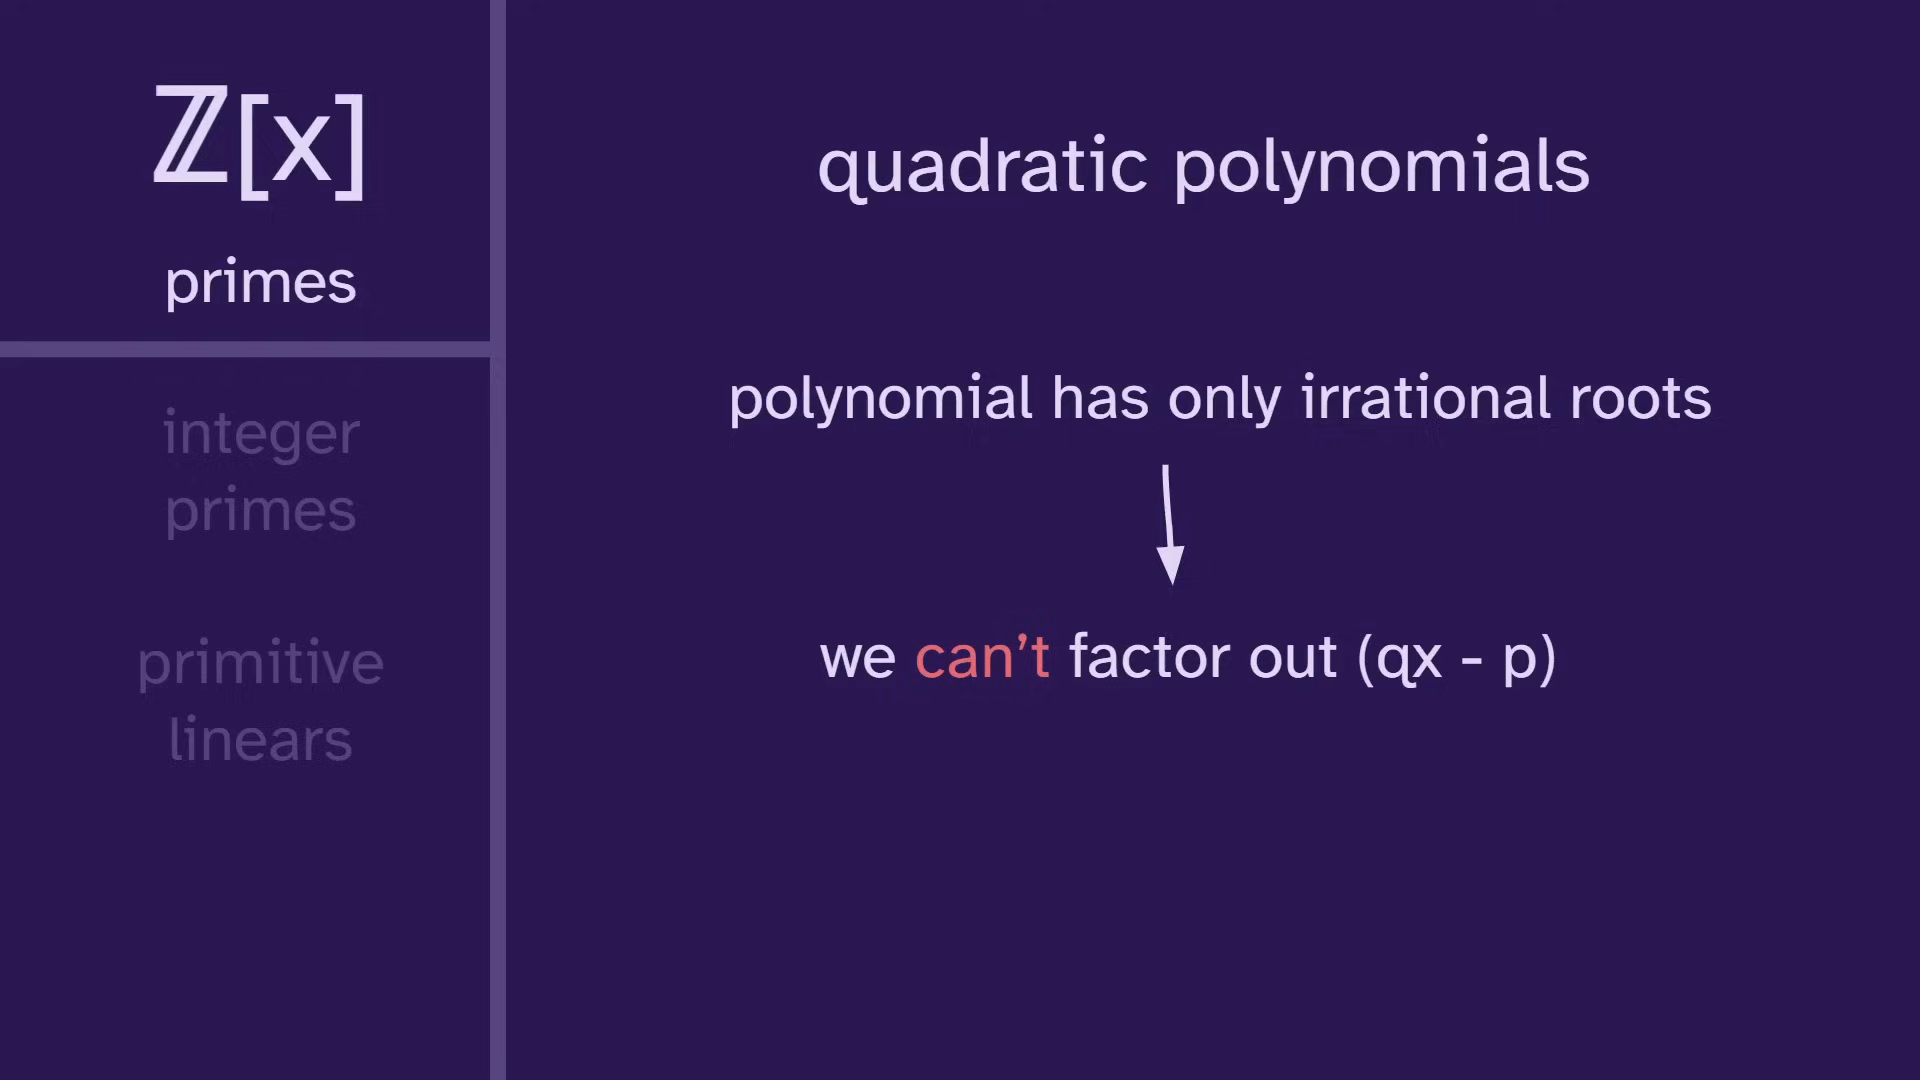 ℤ[x]
primes
integer
primes
primitive
linears
quadratic polynomials
polynomial has only irrational roots
we can’t factor out (qx - p)